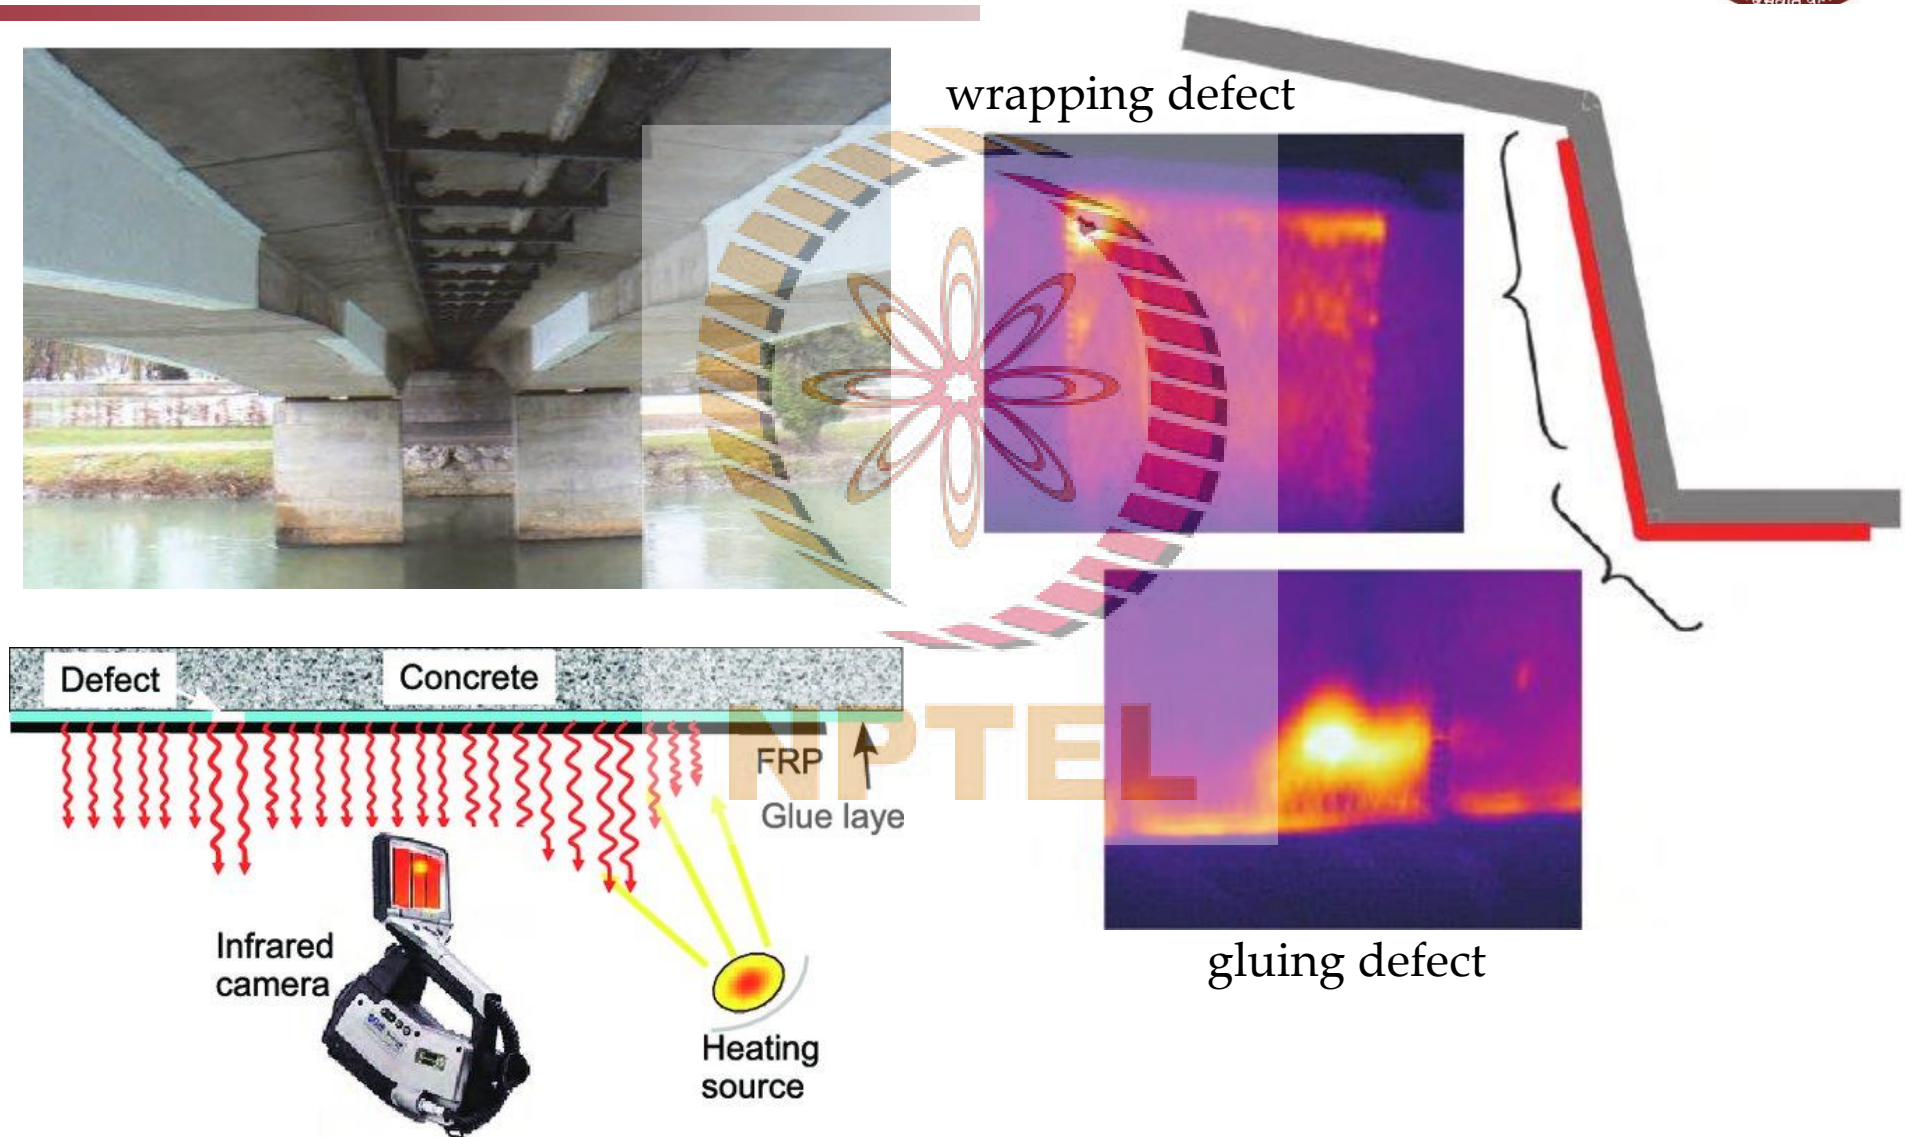 wrapping defect
Defect
Concrete
FRP
Glue laye
NPTEL
Infrared
camera
gluing defect
Heating
source